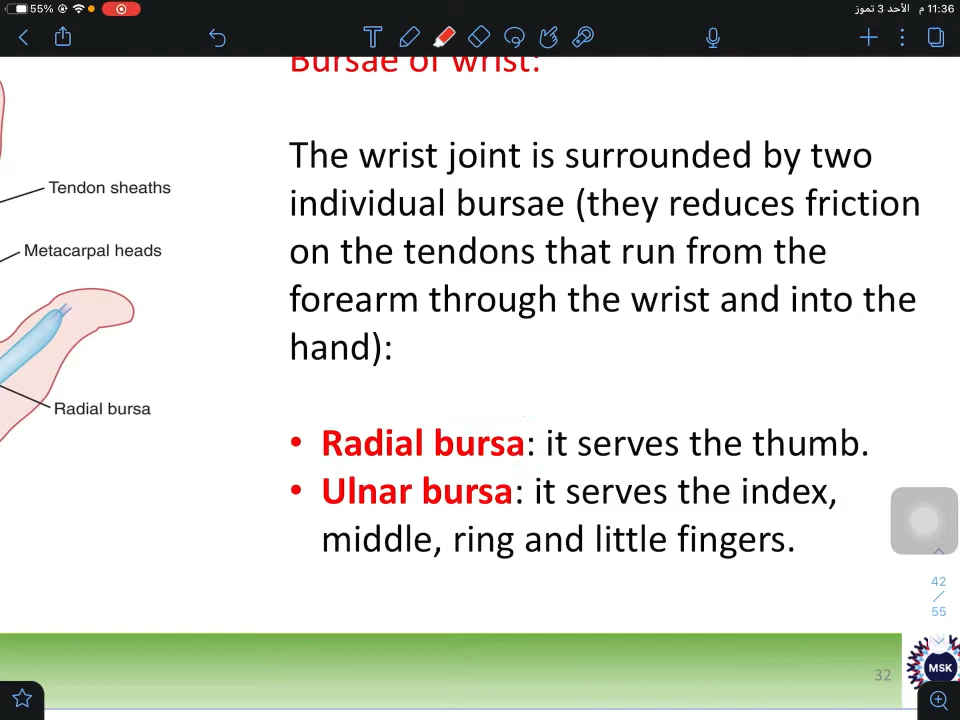 55%
الأحد 3 تموز
11:36 م
Bursae of wrist:
The wrist joint is surrounded by two
individual bursae (they reduces friction
on the tendons that run from the
forearm through the wrist and into the
hand):
• Radial bursa: it serves the thumb.
• Ulnar bursa: it serves the index,
middle, ring and little fingers.
Tendon sheaths
Metacarpal heads
Radial bursa
42
/
55
32
MSK